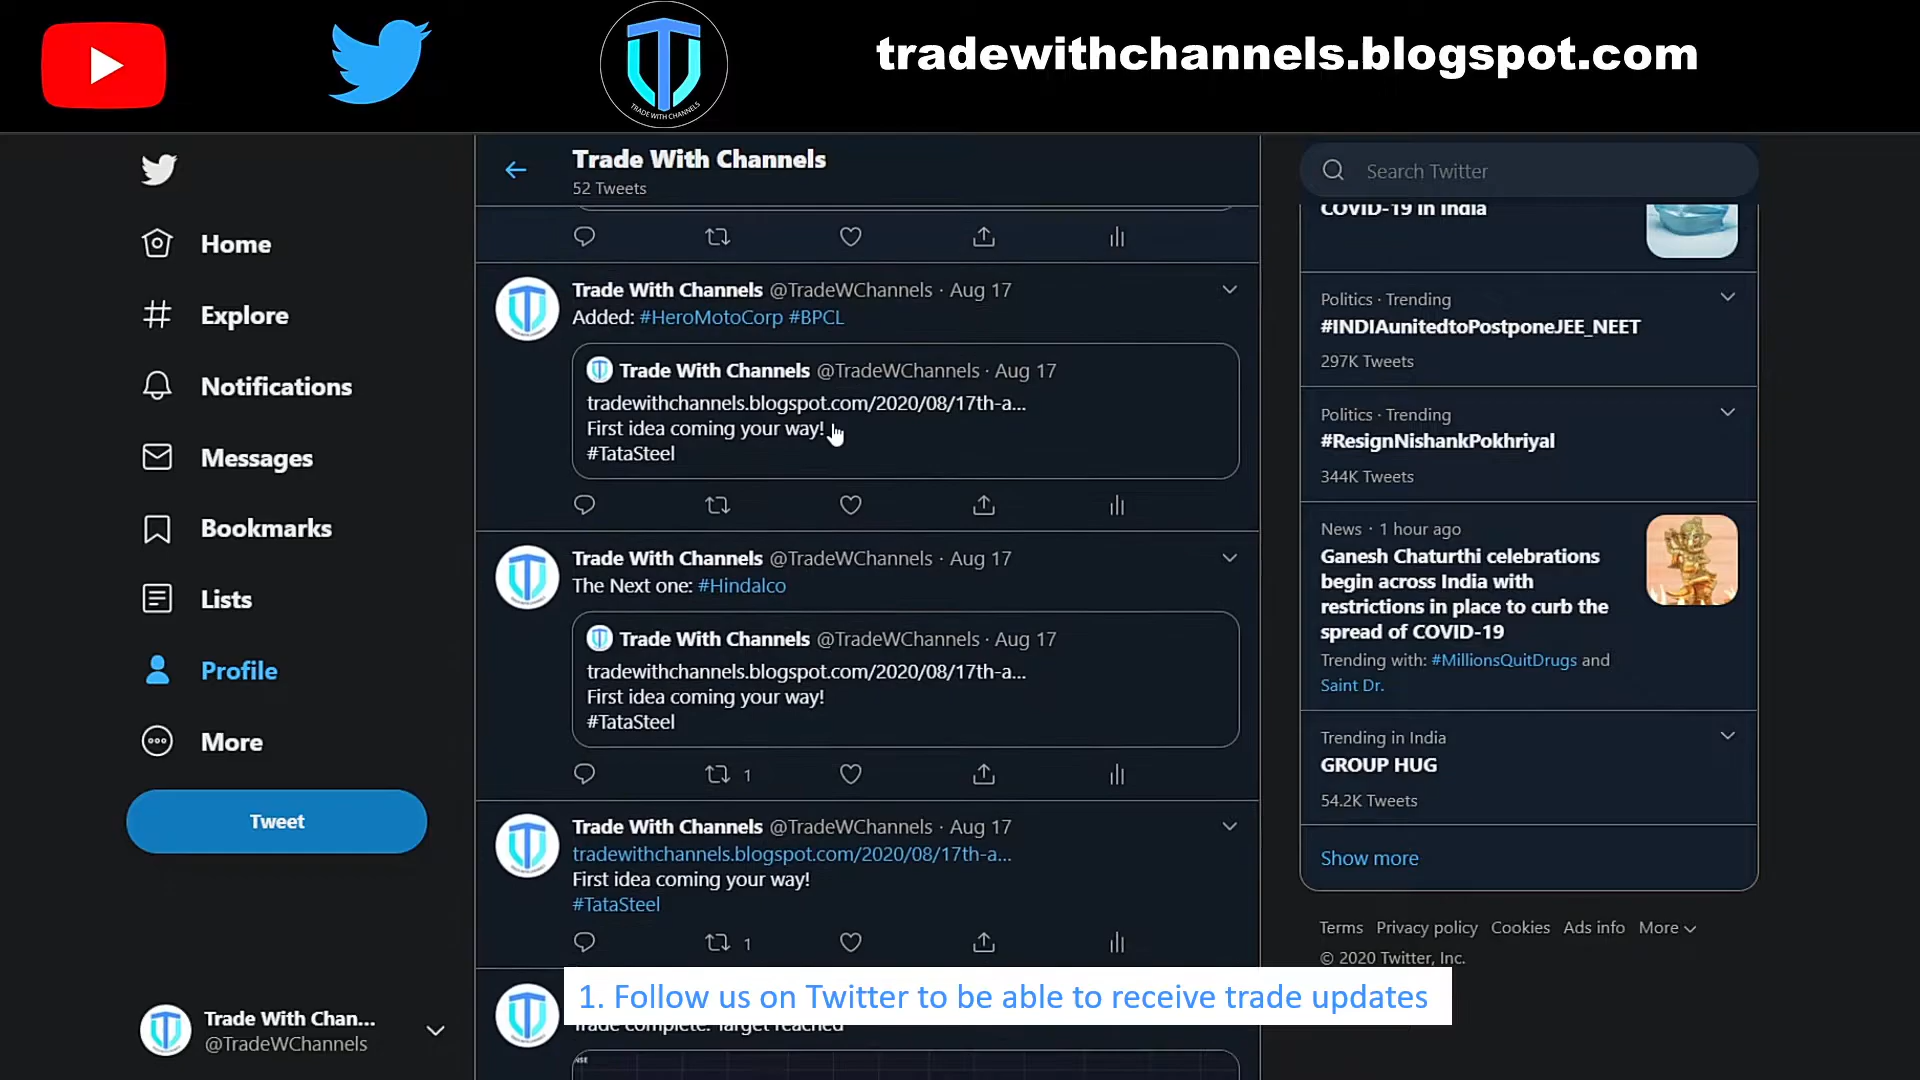 tradewithchannels.blogspot.com
TRADE WITH CHANNELS
Home
Explore
Notifications
Messages
Bookmarks
Lists
Profile
More
Tweet
Trade With Chan...
@TradeWChannels
Trade With Channels
52 Tweets
Trade With Channels @TradeWChannels · Aug 17
Added: #HeroMotoCorp #BPCL
Trade With Channels @TradeWChannels · Aug 17
tradewithchannels.blogspot.com/2020/08/17th-a...
First idea coming your way!
#TataSteel
Trade With Channels @TradeWChannels · Aug 17
The Next one: #Hindalco
Trade With Channels @TradeWChannels · Aug 17
tradewithchannels.blogspot.com/2020/08/17th-a...
First idea coming your way!
#TataSteel
1
Trade With Channels @TradeWChannels · Aug 17
tradewithchannels.blogspot.com/2020/08/17th-a...
First idea coming your way!
#TataSteel
1
1. Follow us on Twitter to be able to receive trade updates
Trade complete. Target reached
NSE
Search Twitter
COVID-19 in India
Politics · Trending
#INDIAunitedtoPostponeJEE_NEET
297K Tweets
Politics · Trending
#ResignNishankPokhriyal
344K Tweets
News · 1 hour ago
Ganesh Chaturthi celebrations
begin across India with
restrictions in place to curb the
spread of COVID-19
Trending with: #MillionsQuitDrugs and
Saint Dr.
Trending in India
GROUP HUG
54.2K Tweets
Show more
Terms Privacy policy Cookies Ads info More
© 2020 Twitter, Inc.